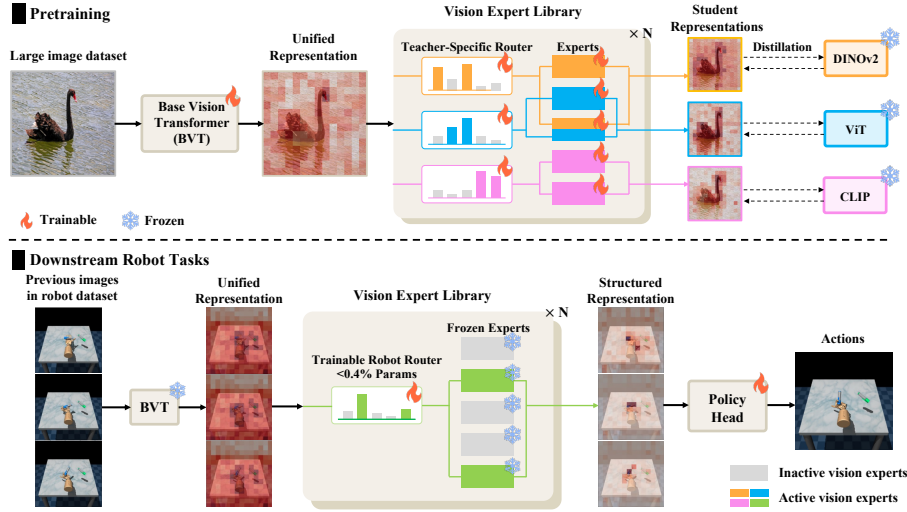 Pretraining
Large image dataset
Base Vision
Transformer
(BVT)
Unified
Representation
Vision Expert Library
× N
Teacher-Specific Router
Experts
Student
Representations
Distillation
DINOv2
ViT
CLIP
Trainable
Frozen
Downstream Robot Tasks
Previous images
in robot dataset
BVT
Unified
Representation
Vision Expert Library
× N
Trainable Robot Router
<0.4% Params
Frozen Experts
Structured
Representation
Policy
Head
Actions
Inactive vision experts
Active vision experts